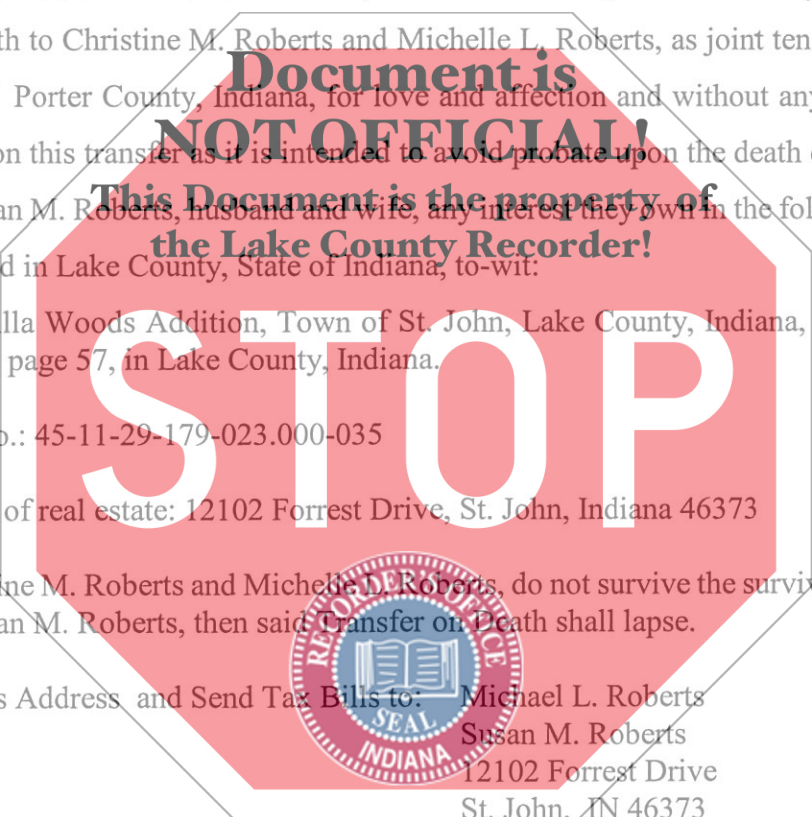 th to Christine M. Roberts and Michelle L. Roberts, as joint ten
Document is
Porter County, Indiana, for love and affection and without any
NOT OFFICIAL!
on this transfer as it is intended to avoid probate upon the death
This Document is the property of
an M. Roberts, husband and wife, any interest they own in the fol
the Lake County Recorder!
d in Lake County, State of Indiana, to-wit:
lla Woods Addition, Town of St. John, Lake County, Indiana,
page 57, in Lake County, Indiana.
STOP
o.: 45-11-29-179-023.000-035
of real estate: 12102 Forrest Drive, St. John, Indiana 46373
ine M. Roberts and Michelle L. Roberts, do not survive the surviv
an M. Roberts, then said Transfer on Death shall lapse.
RECORDER'S OFFICE
s Address and Send Tax Bills to: Michael L. Roberts
SEAL
Susan M. Roberts
INDIANA
12102 Forrest Drive
St. John, IN 46373